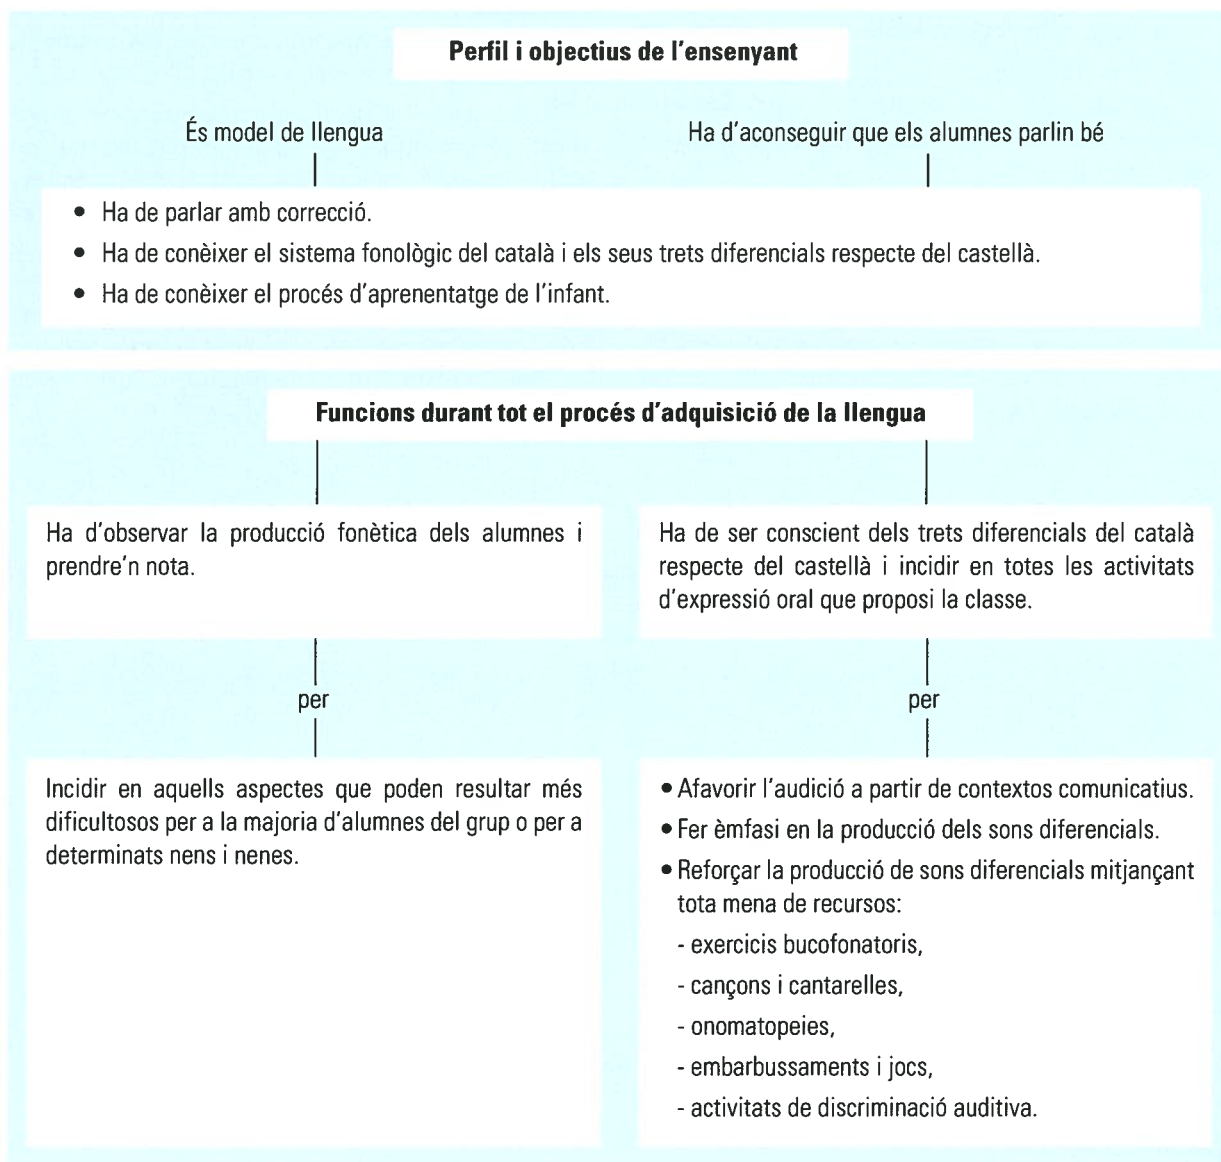 Perfil i objectius de l'ensenyant
És model de llengua
Ha d'aconseguir que els alumnes parlin bé
• Ha de parlar amb correcció.
• Ha de conèixer el sistema fonològic del català i els seus trets diferencials respecte del castellà.
• Ha de conèixer el procés d'aprenentatge de l'infant.
Funcions durant tot el procés d'adquisició de la llengua
Ha d'observar la producció fonètica dels alumnes i
prendre'n nota.
per
Incidir en aquells aspectes que poden resultar més
dificultosos per a la majoria d'alumnes del grup o per a
determinats nens i nenes.
Ha de ser conscient dels trets diferencials del català
respecte del castellà i incidir en totes les activitats
d'expressió oral que proposi la classe.
per
• Afavorir l'audició a partir de contextos comunicatius.
• Fer èmfasi en la producció dels sons diferencials.
• Reforçar la producció de sons diferencials mitjançant
tota mena de recursos:
- exercicis bucofonatoris,
- cançons i cantarelles,
- onomatopeies,
- embarbussaments i jocs,
- activitats de discriminació auditiva.